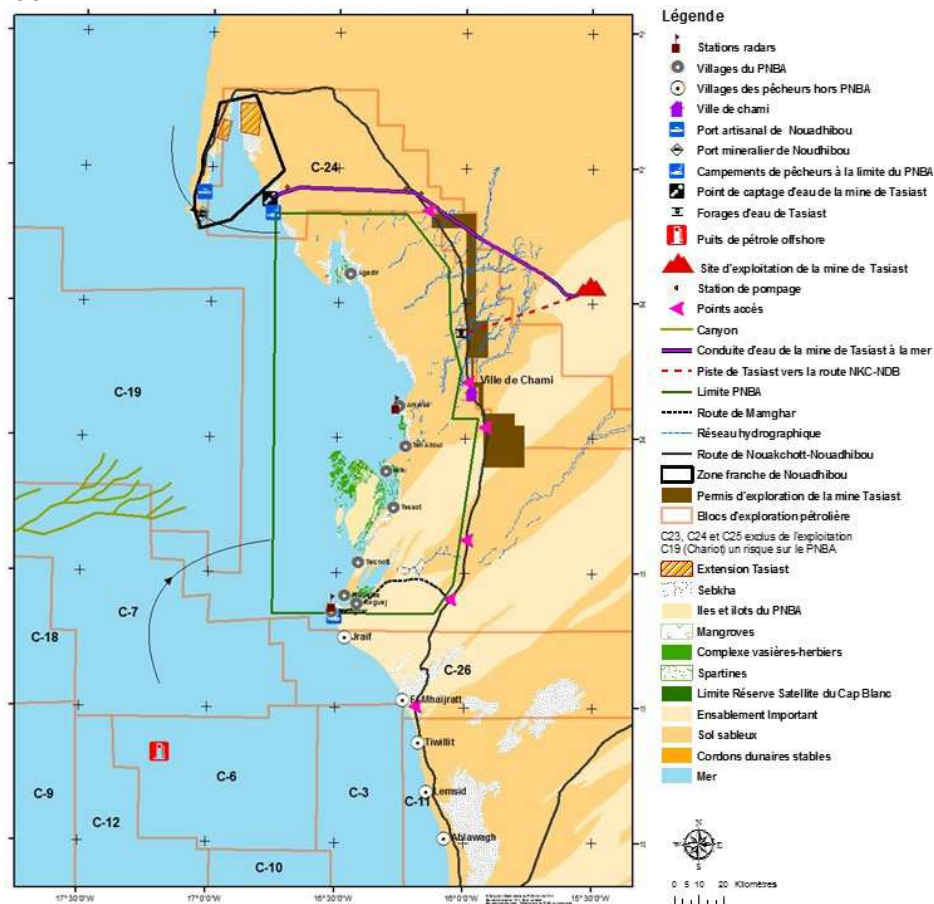 C-24
C-19
Agadir
Ville de Chami
Tessot
C-7
C-18
Jraif
C-26
El Mhaijratt
Tiwillit
C-6
C-9
C-3
Lemsid
C-11
C-12
Ablawagh
C-10
17°30'W
17°0'0"W
16°30'W
16°0'W
15°30'W
Légende
Stations radars
Villages du PNBA
Villages des pêcheurs hors PNBA
Ville de chami
Port artisanal de Nouadhibou
Port mineralier de Noudhibou
Campements de pêcheurs à la limite du PNBA
Point de captage d'eau de la mine de Tasiast
Forages d'eau de Tasiast
Puits de pétrole offshore
Site d'exploitation de la mine de Tasiast
Station de pompage
Points accès
Canyon
Conduite d'eau de la mine de Tasiast à la mer
Piste de Tasiast vers la route NKC-NDB
Limite PNBA
Route de Mamghar
Réseau hydrographique
Route de Nouakchott-Nouadhibou
Zone franche de Nouadhibou
Permis d'exploration de la mine Tasiast
Blocs d'exploration pétrolière
C23, C24 et C25 exclus de l'exploitation
C19 (Chariot) un risque sur le PNBA
Extension Tasiast
Sebkha
Iles et ilots du PNBA
Mangroves
Complexe vasières-herbiers
Spartines
Limite Réserve Satellite du Cap Blanc
Ensablement Important
Sol sableux
Cordons dunaires stables
Mer
N
E
S
0 5 10 20 Kilomètres